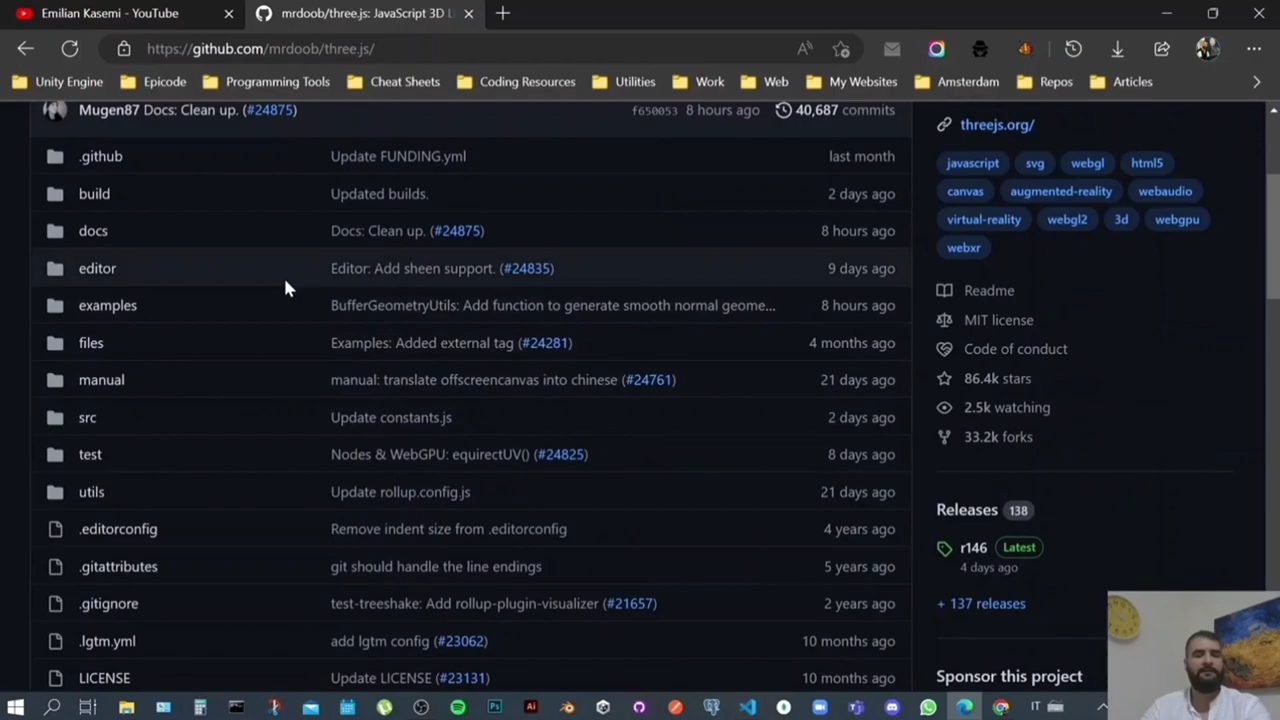 Emilian Kasemi - YouTube
mrdoob/three.js: JavaScript 3D Li
https://github.com/mrdoob/three.js/
Unity Engine
Epicode
Programming Tools
Cheat Sheets
Coding Resources
Utilities
Work
Web
My Websites
Amsterdam
Repos
Articles
Mugen87 Docs: Clean up. (#24875) f650053 8 hours ago 40,687 commits
.github Update FUNDING.yml last month
build Updated builds. 2 days ago
docs Docs: Clean up. (#24875) 8 hours ago
editor Editor: Add sheen support. (#24835) 9 days ago
examples BufferGeometryUtils: Add function to generate smooth normal geome... 8 hours ago
files Examples: Added external tag (#24281) 4 months ago
manual manual: translate offscreencanvas into chinese (#24761) 21 days ago
src Update constants.js 2 days ago
test Nodes & WebGPU: equirectUV() (#24825) 8 days ago
utils Update rollup.config.js 21 days ago
.editorconfig Remove indent size from .editorconfig 4 years ago
.gitattributes git should handle the line endings 5 years ago
.gitignore test-treeshake: Add rollup-plugin-visualizer (#21657) 2 years ago
.lgtm.yml add lgtm config (#23062) 10 months ago
LICENSE Update LICENSE (#23131) 10 months ago
threejs.org/
javascript svg webgl html5
canvas augmented-reality webaudio
virtual-reality webgl2 3d webgpu
webxr
Readme
MIT license
Code of conduct
86.4k stars
2.5k watching
33.2k forks
Releases 138
r146 Latest
4 days ago
+ 137 releases
Sponsor this project
IT